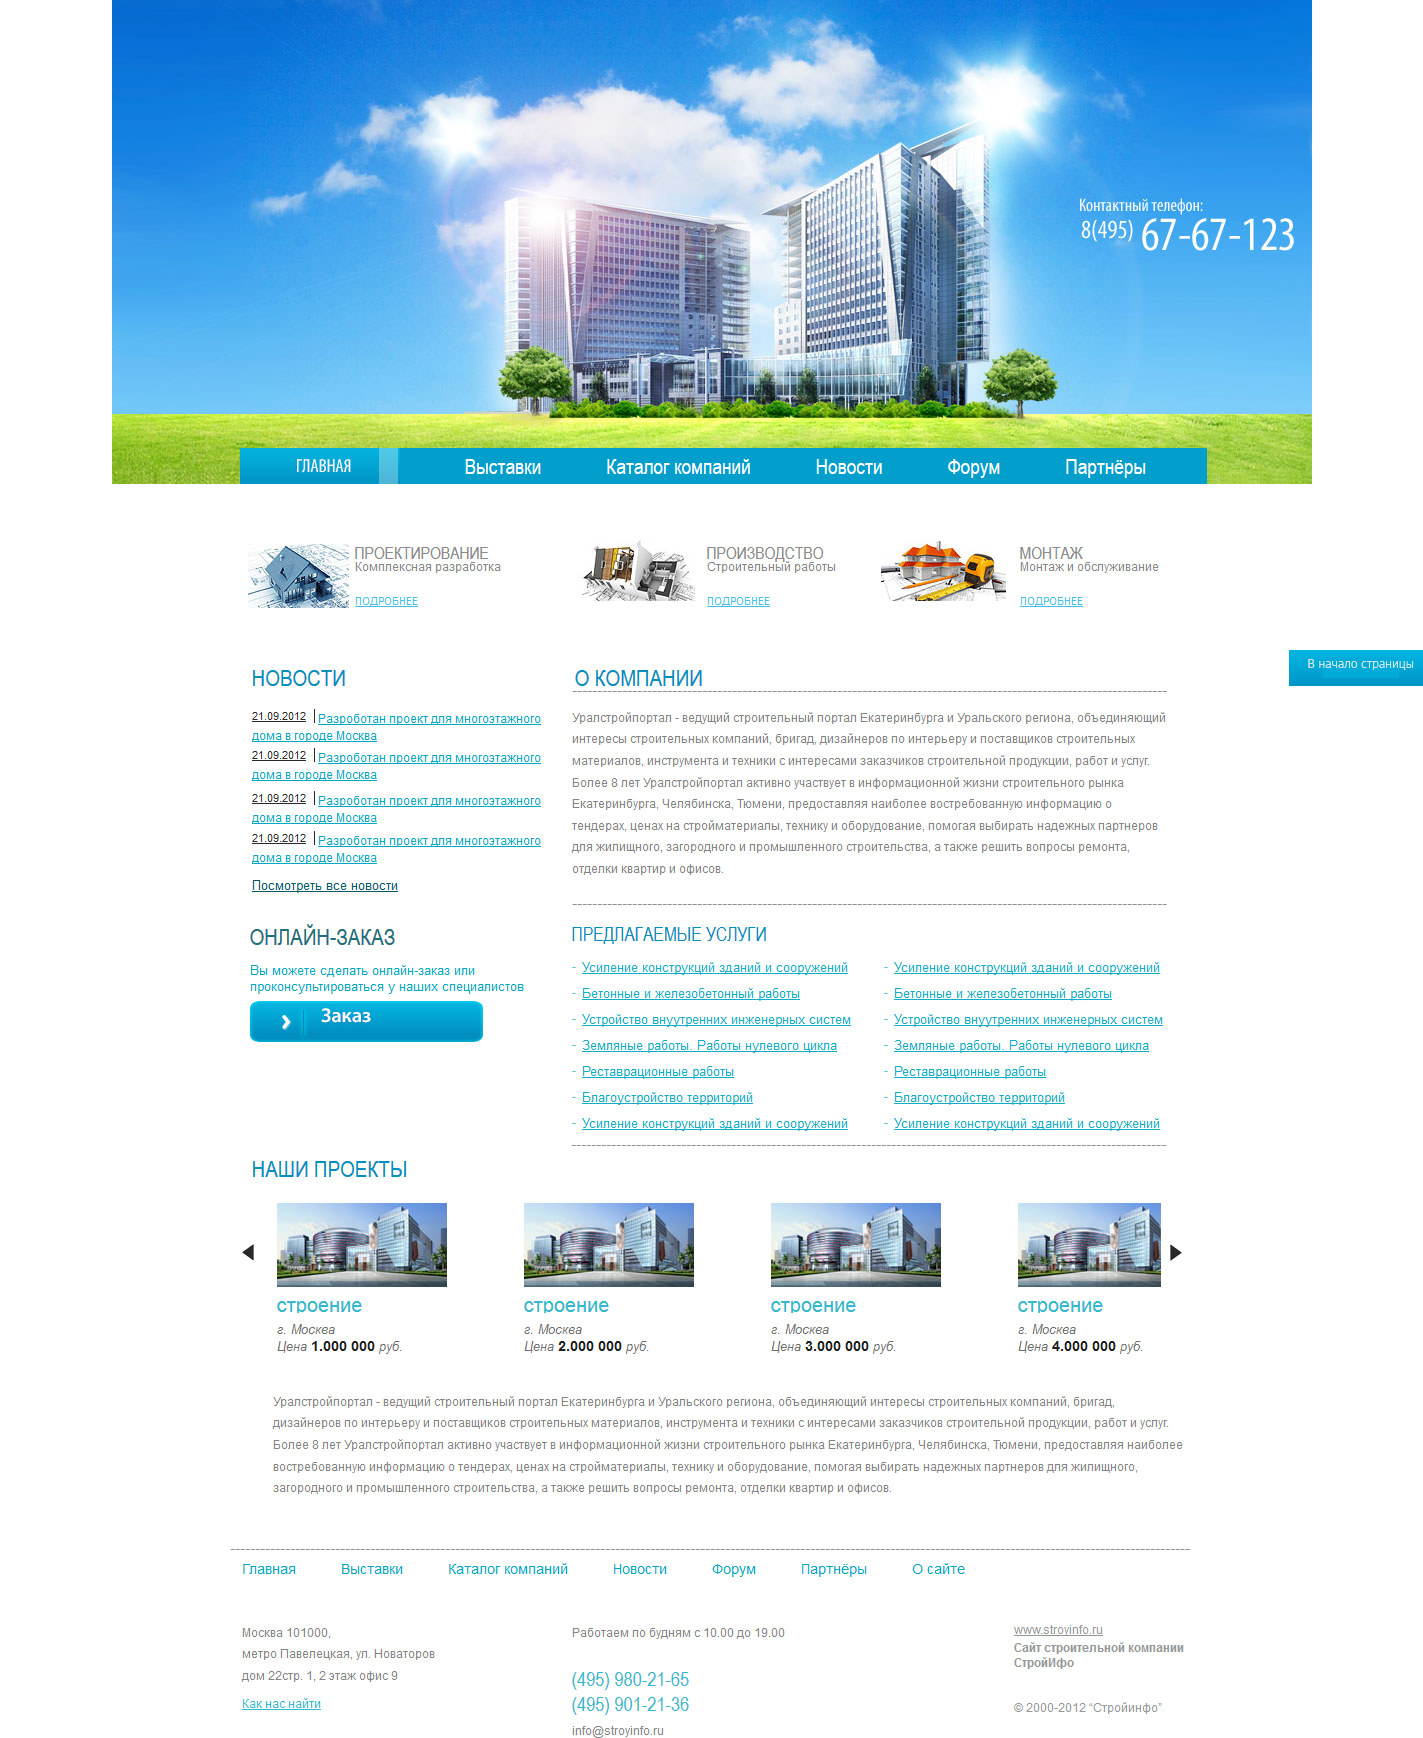 Контактный телефон:
8(495) 67-67-123
ГЛАВНАЯ Выставки Каталог компаний Новости Форум Партнёры
ПРОЕКТИРОВАНИЕ
Комплексная разработка
ПОДРОБНЕЕ
ПРОИЗВОДСТВО
Строительный работы
ПОДРОБНЕЕ
МОНТАЖ
Монтаж и обслуживание
ПОДРОБНЕЕ
В начало страницы
НОВОСТИ
21.09.2012 Разроботан проект для многоэтажного
дома в городе Москва
21.09.2012 Разроботан проект для многоэтажного
дома в городе Москва
21.09.2012 Разроботан проект для многоэтажного
дома в городе Москва
21.09.2012 Разроботан проект для многоэтажного
дома в городе Москва
Посмотреть все новости
ОНЛАЙН-ЗАКАЗ
Вы можете сделать онлайн-заказ или
проконсультироваться у наших специалистов
Заказ
О КОМПАНИИ
Уралстройпортал - ведущий строительный портал Екатеринбурга и Уральского региона, объединяющий
интересы строительных компаний, бригад, дизайнеров по интерьеру и поставщиков строительных
материалов, инструмента и техники с интересами заказчиков строительной продукции, работ и услуг.
Более 8 лет Уралстройпортал активно участвует в информационной жизни строительного рынка
Екатеринбурга, Челябинска, Тюмени, предоставляя наиболее востребованную информацию о
тендерах, ценах на стройматериалы, технику и оборудование, помогая выбирать надежных партнеров
для жилищного, загородного и промышленного строительства, а также решить вопросы ремонта,
отделки квартир и офисов.
ПРЕДЛАГАЕМЫЕ УСЛУГИ
- Усиление конструкций зданий и сооружений
- Бетонные и железобетонный работы
- Устройство внуутренних инженерных систем
- Земляные работы. Работы нулевого цикла
- Реставрационные работы
- Благоустройство территорий
- Усиление конструкций зданий и сооружений
- Усиление конструкций зданий и сооружений
- Бетонные и железобетонный работы
- Устройство внуутренних инженерных систем
- Земляные работы. Работы нулевого цикла
- Реставрационные работы
- Благоустройство территорий
- Усиление конструкций зданий и сооружений
НАШИ ПРОЕКТЫ
строение
г. Москва
Цена 1.000 000 руб.
строение
г. Москва
Цена 2.000 000 руб.
строение
г. Москва
Цена 3.000 000 руб.
строение
г. Москва
Цена 4.000 000 руб.
Уралстройпортал - ведущий строительный портал Екатеринбурга и Уральского региона, объединяющий интересы строительных компаний, бригад,
дизайнеров по интерьеру и поставщиков строительных материалов, инструмента и техники с интересами заказчиков строительной продукции, работ и услуг.
Более 8 лет Уралстройпортал активно участвует в информационной жизни строительного рынка Екатеринбурга, Челябинска, Тюмени, предоставляя наиболее
востребованную информацию о тендерах, ценах на стройматериалы, технику и оборудование, помогая выбирать надежных партнеров для жилищного,
загородного и промышленного строительства, а также решить вопросы ремонта, отделки квартир и офисов.
Главная Выставки Каталог компаний Новости Форум Партнёры О сайте
Москва 101000,
метро Павелецкая, ул. Новаторов
дом 22стр. 1, 2 этаж офис 9
Как нас найти
Работаем по будням с 10.00 до 19.00
(495) 980-21-65
(495) 901-21-36
info@stroyinfo.ru
www.stroyinfo.ru
Сайт строительной компании
СтройИфо
© 2000-2012 “Стройинфо”